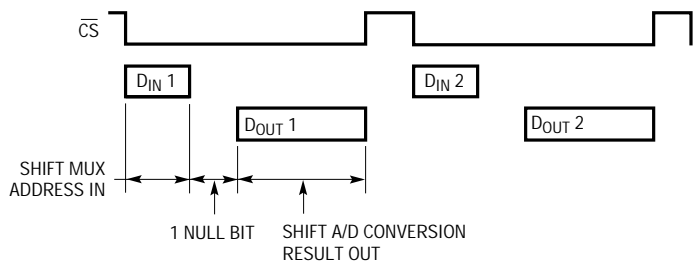 CS
DIN 1
DIN 2
DOUT 1
DOUT 2
SHIFT MUX
ADDRESS IN
1 NULL BIT
SHIFT A/D CONVERSION
RESULT OUT